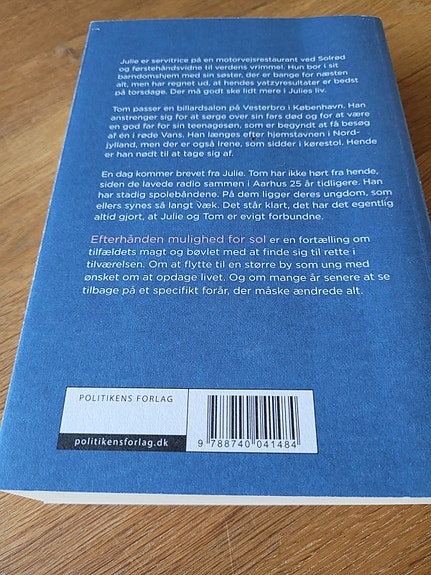 Julie er servitrice på en motorvejsrestaurant ved Solrød
og førstehåndsvidne til verdens vrimmel. Hun bor i sit
barndomshjem med sin søster, der er bange for næsten
alt, men har regnet ud, at hendes yatzyresultater er bedst
på torsdage. Der må godt ske lidt mere i Julies liv.
Tom passer en billardsalon på Vesterbro i København. Han
anstrenger sig for at sørge over sin fars død og for at være
en god far for sin teenagesøn, som er begyndt at få besøg
af én i røde Vans. Han længes efter hjemstavnen i Nord-
jylland, men der er også Irene, som sidder i kørestol. Hende
er han nødt til at tage sig af.
En dag kommer brevet fra Julie. Tom har ikke hørt fra hende,
siden de lavede radio sammen i Aarhus 25 år tidligere. Han
har stadig spolebåndene. På dem ligger deres ungdom, som
ellers synes så langt væk. Det står klart, det har det egentlig
altid gjort, at Julie og Tom er evigt forbundne.
Efterhånden mulighed for sol er en fortælling om
tilfældets magt og bøvlet med at finde sig til rette i
tilværelsen. Om at flytte til en større by som ung med
ønsket om at opdage livet. Og om mange år senere at se
tilbage på et specifikt forår, der måske ændrede alt.
POLITIKENS FORLAG
politikensforlag.dk
9 788740 041484